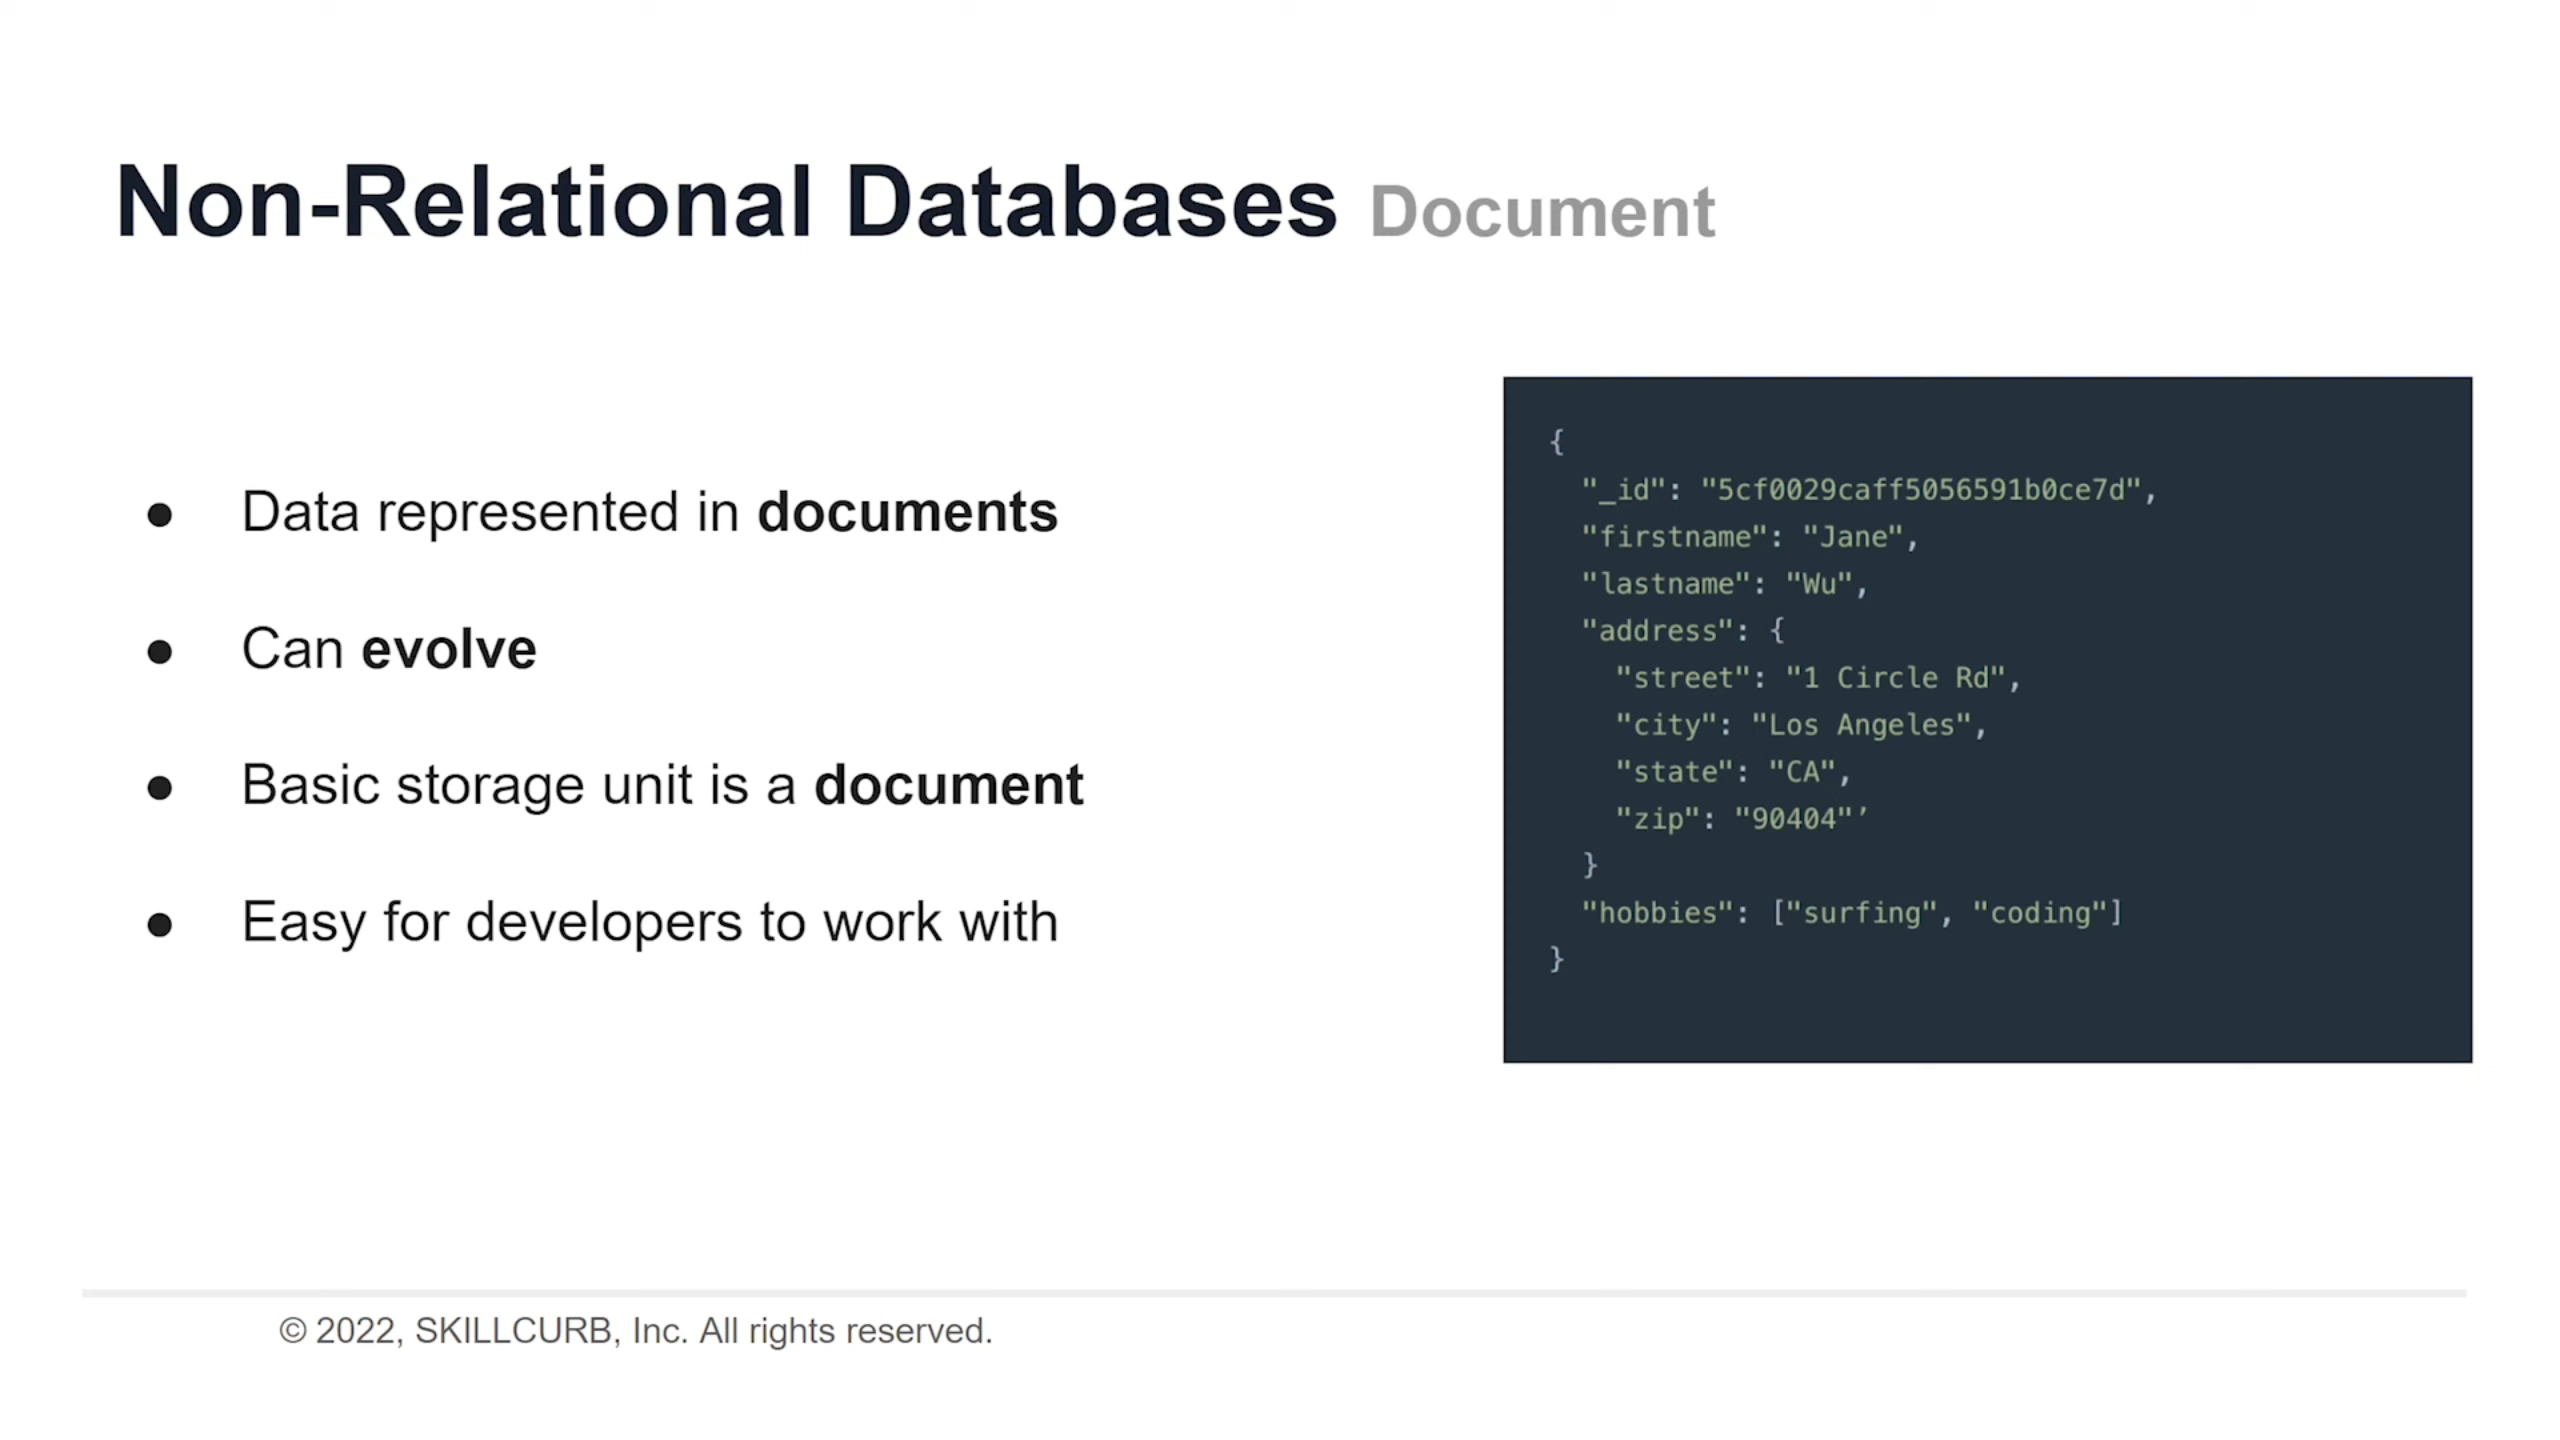 Non-Relational Databases Document
● Data represented in documents
● Can evolve
● Basic storage unit is a document
● Easy for developers to work with
{
  "_id": "5cf0029caff5056591b0ce7d",
  "firstname": "Jane",
  "lastname": "Wu",
  "address": {
    "street": "1 Circle Rd",
    "city": "Los Angeles",
    "state": "CA",
    "zip": "90404"’
  }
  "hobbies": ["surfing", "coding"]
}
© 2022, SKILLCURB, Inc. All rights reserved.